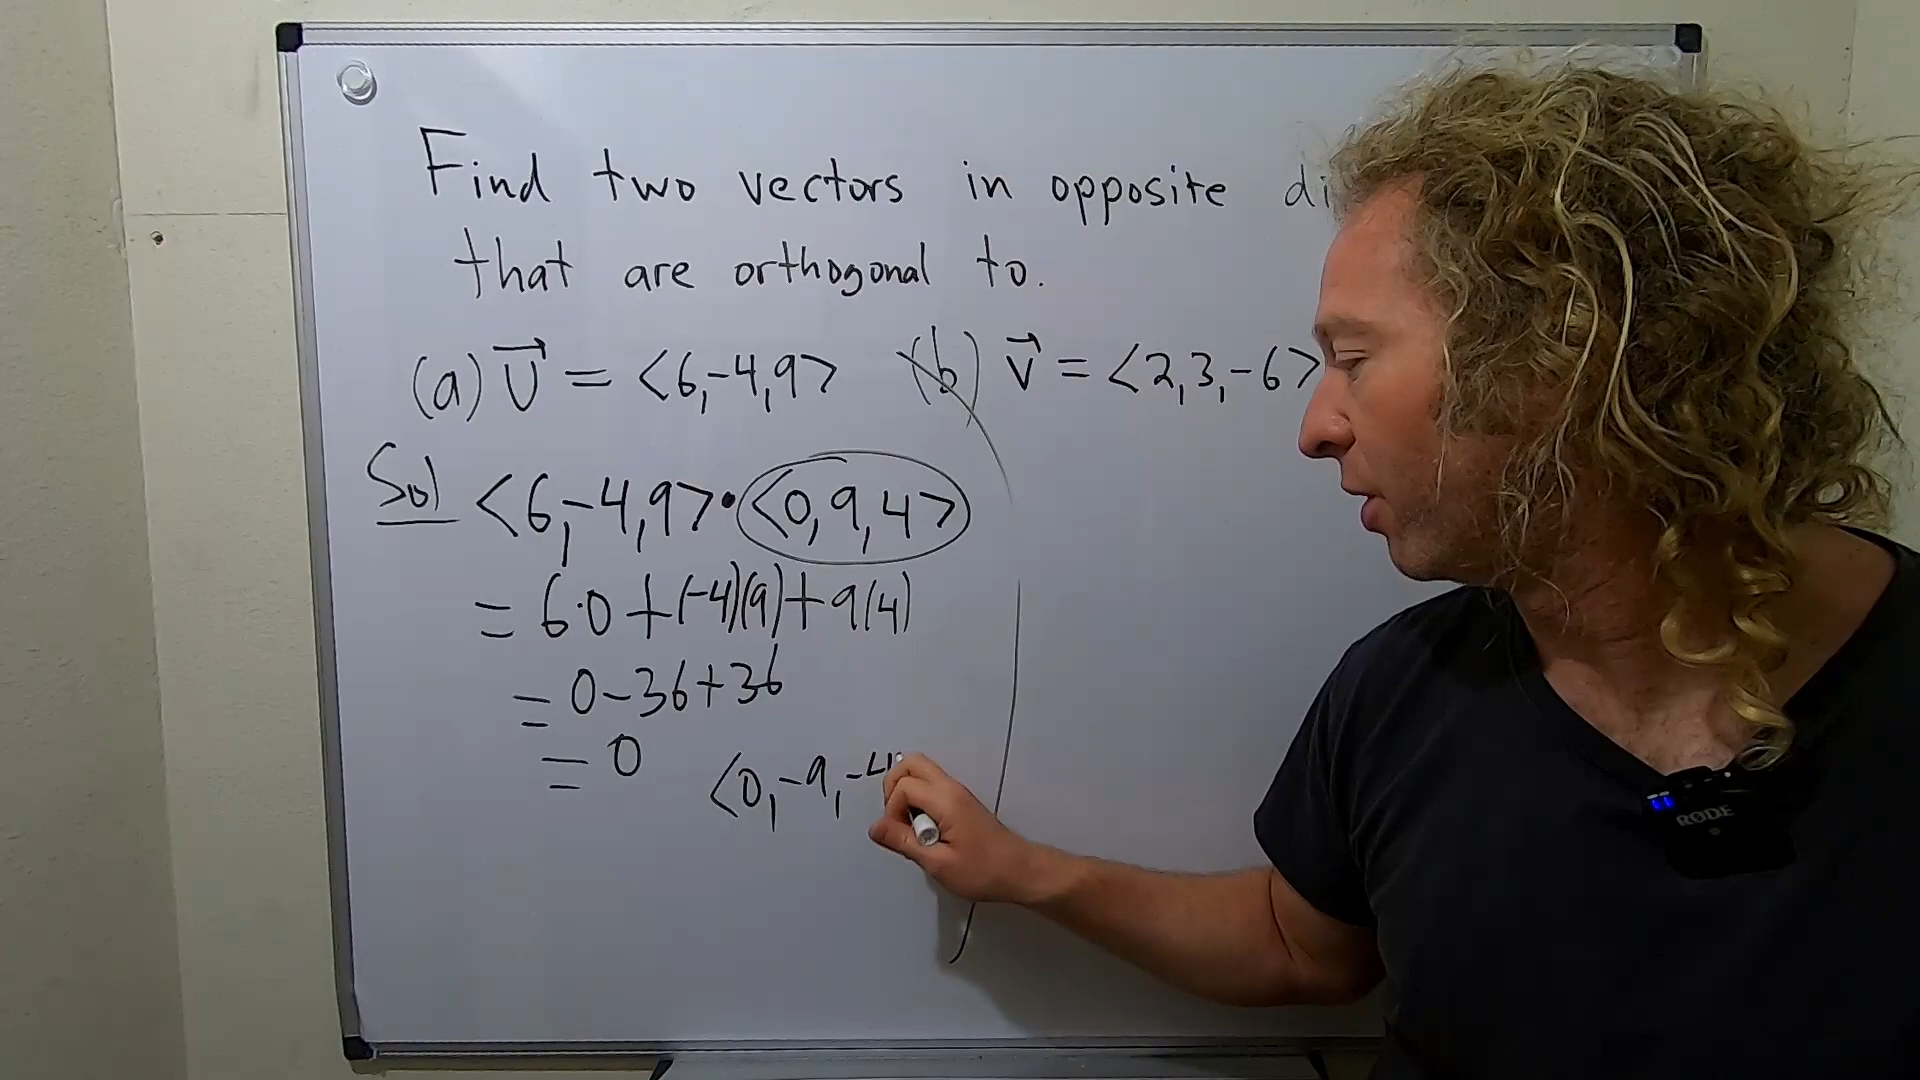 Find two vectors in opposite di
that are orthogonal to.
(a) U⃗ = <6,-4,9> (b) v⃗ = <2,3,-6>
Sol <6,-4,9>•<0,9,4>
= 6·0+(-4)(9)+9(4)
= 0-36+36
= 0 <0,-9,-4
RØDE